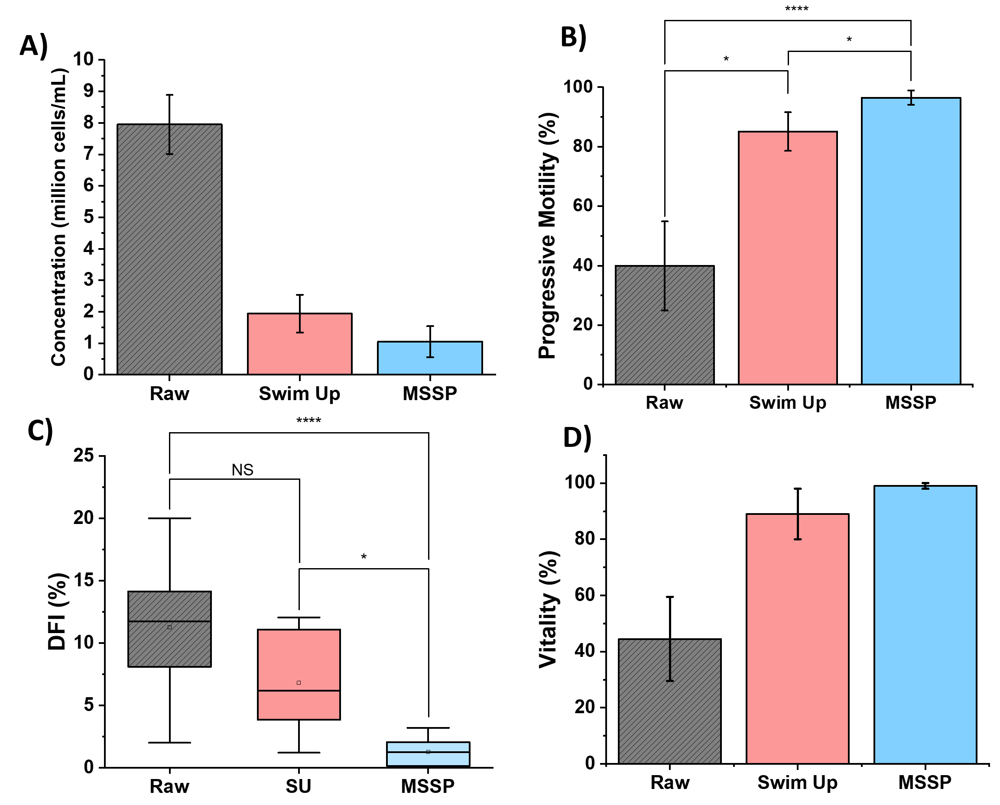 A)
Concentration (million cells/mL)
10
9
8
7
6
5
4
3
2
1
0
Raw Swim Up MSSP
B)
****
*
*
Progressive Motility (%)
100
80
60
40
20
0
Raw Swim Up MSSP
C)
****
NS
*
DFI (%)
25
20
15
10
5
0
Raw SU MSSP
D)
Vitality (%)
100
80
60
40
20
0
Raw Swim Up MSSP